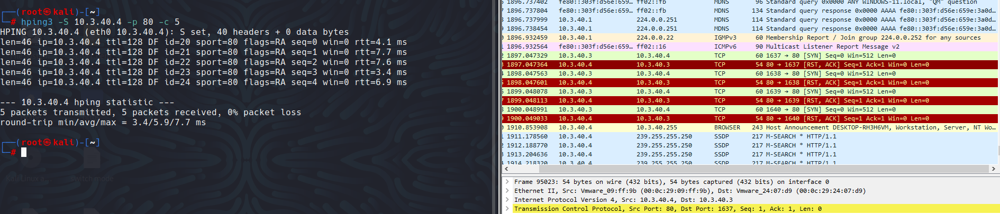 ┌──(root㉿kali)-[~]
└─# hping3 -S 10.3.40.4 -p 80 -c 5
HPING 10.3.40.4 (eth0 10.3.40.4): S set, 40 headers + 0 data bytes
len=46 ip=10.3.40.4 ttl=128 DF id=20 sport=80 flags=RA seq=0 win=0 rtt=4.1 ms
len=46 ip=10.3.40.4 ttl=128 DF id=21 sport=80 flags=RA seq=1 win=0 rtt=7.7 ms
len=46 ip=10.3.40.4 ttl=128 DF id=22 sport=80 flags=RA seq=2 win=0 rtt=7.6 ms
len=46 ip=10.3.40.4 ttl=128 DF id=23 sport=80 flags=RA seq=3 win=0 rtt=3.4 ms
len=46 ip=10.3.40.4 ttl=128 DF id=24 sport=80 flags=RA seq=4 win=0 rtt=6.9 ms
--- 10.3.40.4 hping statistic ---
5 packets transmitted, 5 packets received, 0% packet loss
round-trip min/avg/max = 3.4/5.9/7.7 ms
┌──(root㉿kali)-[~]
└─#
Kali Linux a... switch mode
1896.737402 fe80::303f:d56e:659… ff02::fb MDNS 96 Standard query 0x0000 ANY WINDOWS-11.local, "QM" question
1896.737804 fe80::303f:d56e:659… ff02::fb MDNS 134 Standard query response 0x0000 AAAA fe80::303f:d56e:659e:3a0d…
1896.737999 10.3.40.1 224.0.0.251 MDNS 114 Standard query response 0x0000 AAAA fe80::303f:d56e:659e:3a0d…
1896.738454 10.3.40.1 224.0.0.251 MDNS 114 Standard query response 0x0000 AAAA fe80::303f:d56e:659e:3a0d…
1896.932459 10.3.40.1 224.0.0.22 IGMPv3 60 Membership Report / Join group 224.0.0.252 for any sources
1896.932564 fe80::303f:d56e:659… ff02::16 ICMPv6 90 Multicast Listener Report Message v2
1897.047329 10.3.40.3 10.3.40.4 TCP 60 1637 → 80 [SYN] Seq=0 Win=512 Len=0
1897.047364 10.3.40.4 10.3.40.3 TCP 54 80 → 1637 [RST, ACK] Seq=1 Ack=1 Win=0 Len=0
1898.047563 10.3.40.3 10.3.40.4 TCP 60 1638 → 80 [SYN] Seq=0 Win=512 Len=0
1898.047601 10.3.40.4 10.3.40.3 TCP 54 80 → 1638 [RST, ACK] Seq=1 Ack=1 Win=0 Len=0
1899.048078 10.3.40.3 10.3.40.4 TCP 60 1639 → 80 [SYN] Seq=0 Win=512 Len=0
1899.048113 10.3.40.4 10.3.40.3 TCP 54 80 → 1639 [RST, ACK] Seq=1 Ack=1 Win=0 Len=0
1900.048991 10.3.40.3 10.3.40.4 TCP 60 1640 → 80 [SYN] Seq=0 Win=512 Len=0
1900.049033 10.3.40.4 10.3.40.3 TCP 54 80 → 1640 [RST, ACK] Seq=1 Ack=1 Win=0 Len=0
1910.853908 10.3.40.4 10.3.40.255 BROWSER 243 Host Announcement DESKTOP-RH3H6VM, Workstation, Server, NT Wo…
1911.178560 10.3.40.4 239.255.255.250 SSDP 217 M-SEARCH * HTTP/1.1
1912.188770 10.3.40.4 239.255.255.250 SSDP 217 M-SEARCH * HTTP/1.1
1913.204636 10.3.40.4 239.255.255.250 SSDP 217 M-SEARCH * HTTP/1.1
1914.218320 10.3.40.4 239.255.255.250 SSDP 217 M-SEARCH * HTTP/1.1
Frame 95023: 54 bytes on wire (432 bits), 54 bytes captured (432 bits) on interface 0
Ethernet II, Src: Vmware_09:ff:9b (00:0c:29:09:ff:9b), Dst: Vmware_24:07:d9 (00:0c:29:24:07:d9)
Internet Protocol Version 4, Src: 10.3.40.4, Dst: 10.3.40.3
Transmission Control Protocol, Src Port: 80, Dst Port: 1637, Seq: 1, Ack: 1, Len: 0